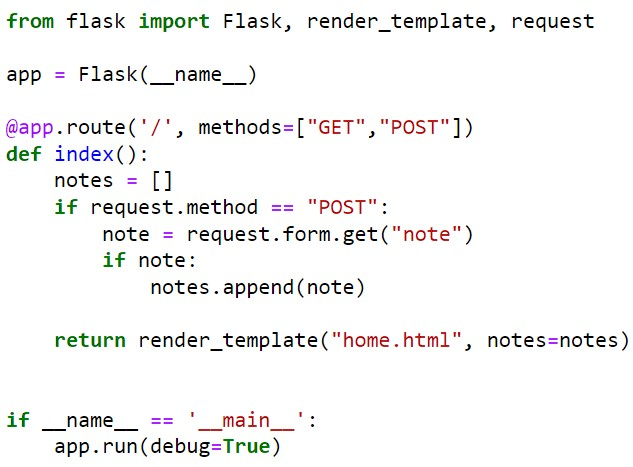 from flask import Flask, render_template, request

app = Flask(__name__)

@app.route('/', methods=["GET","POST"])
def index():
    notes = []
    if request.method == "POST":
        note = request.form.get("note")
        if note:
            notes.append(note)

    return render_template("home.html", notes=notes)


if __name__ == '__main__':
    app.run(debug=True)